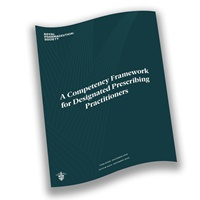 ROYAL
PHARMACEUTICAL
SOCIETY
A Competency Framework
for Designated Prescribing
Practitioners